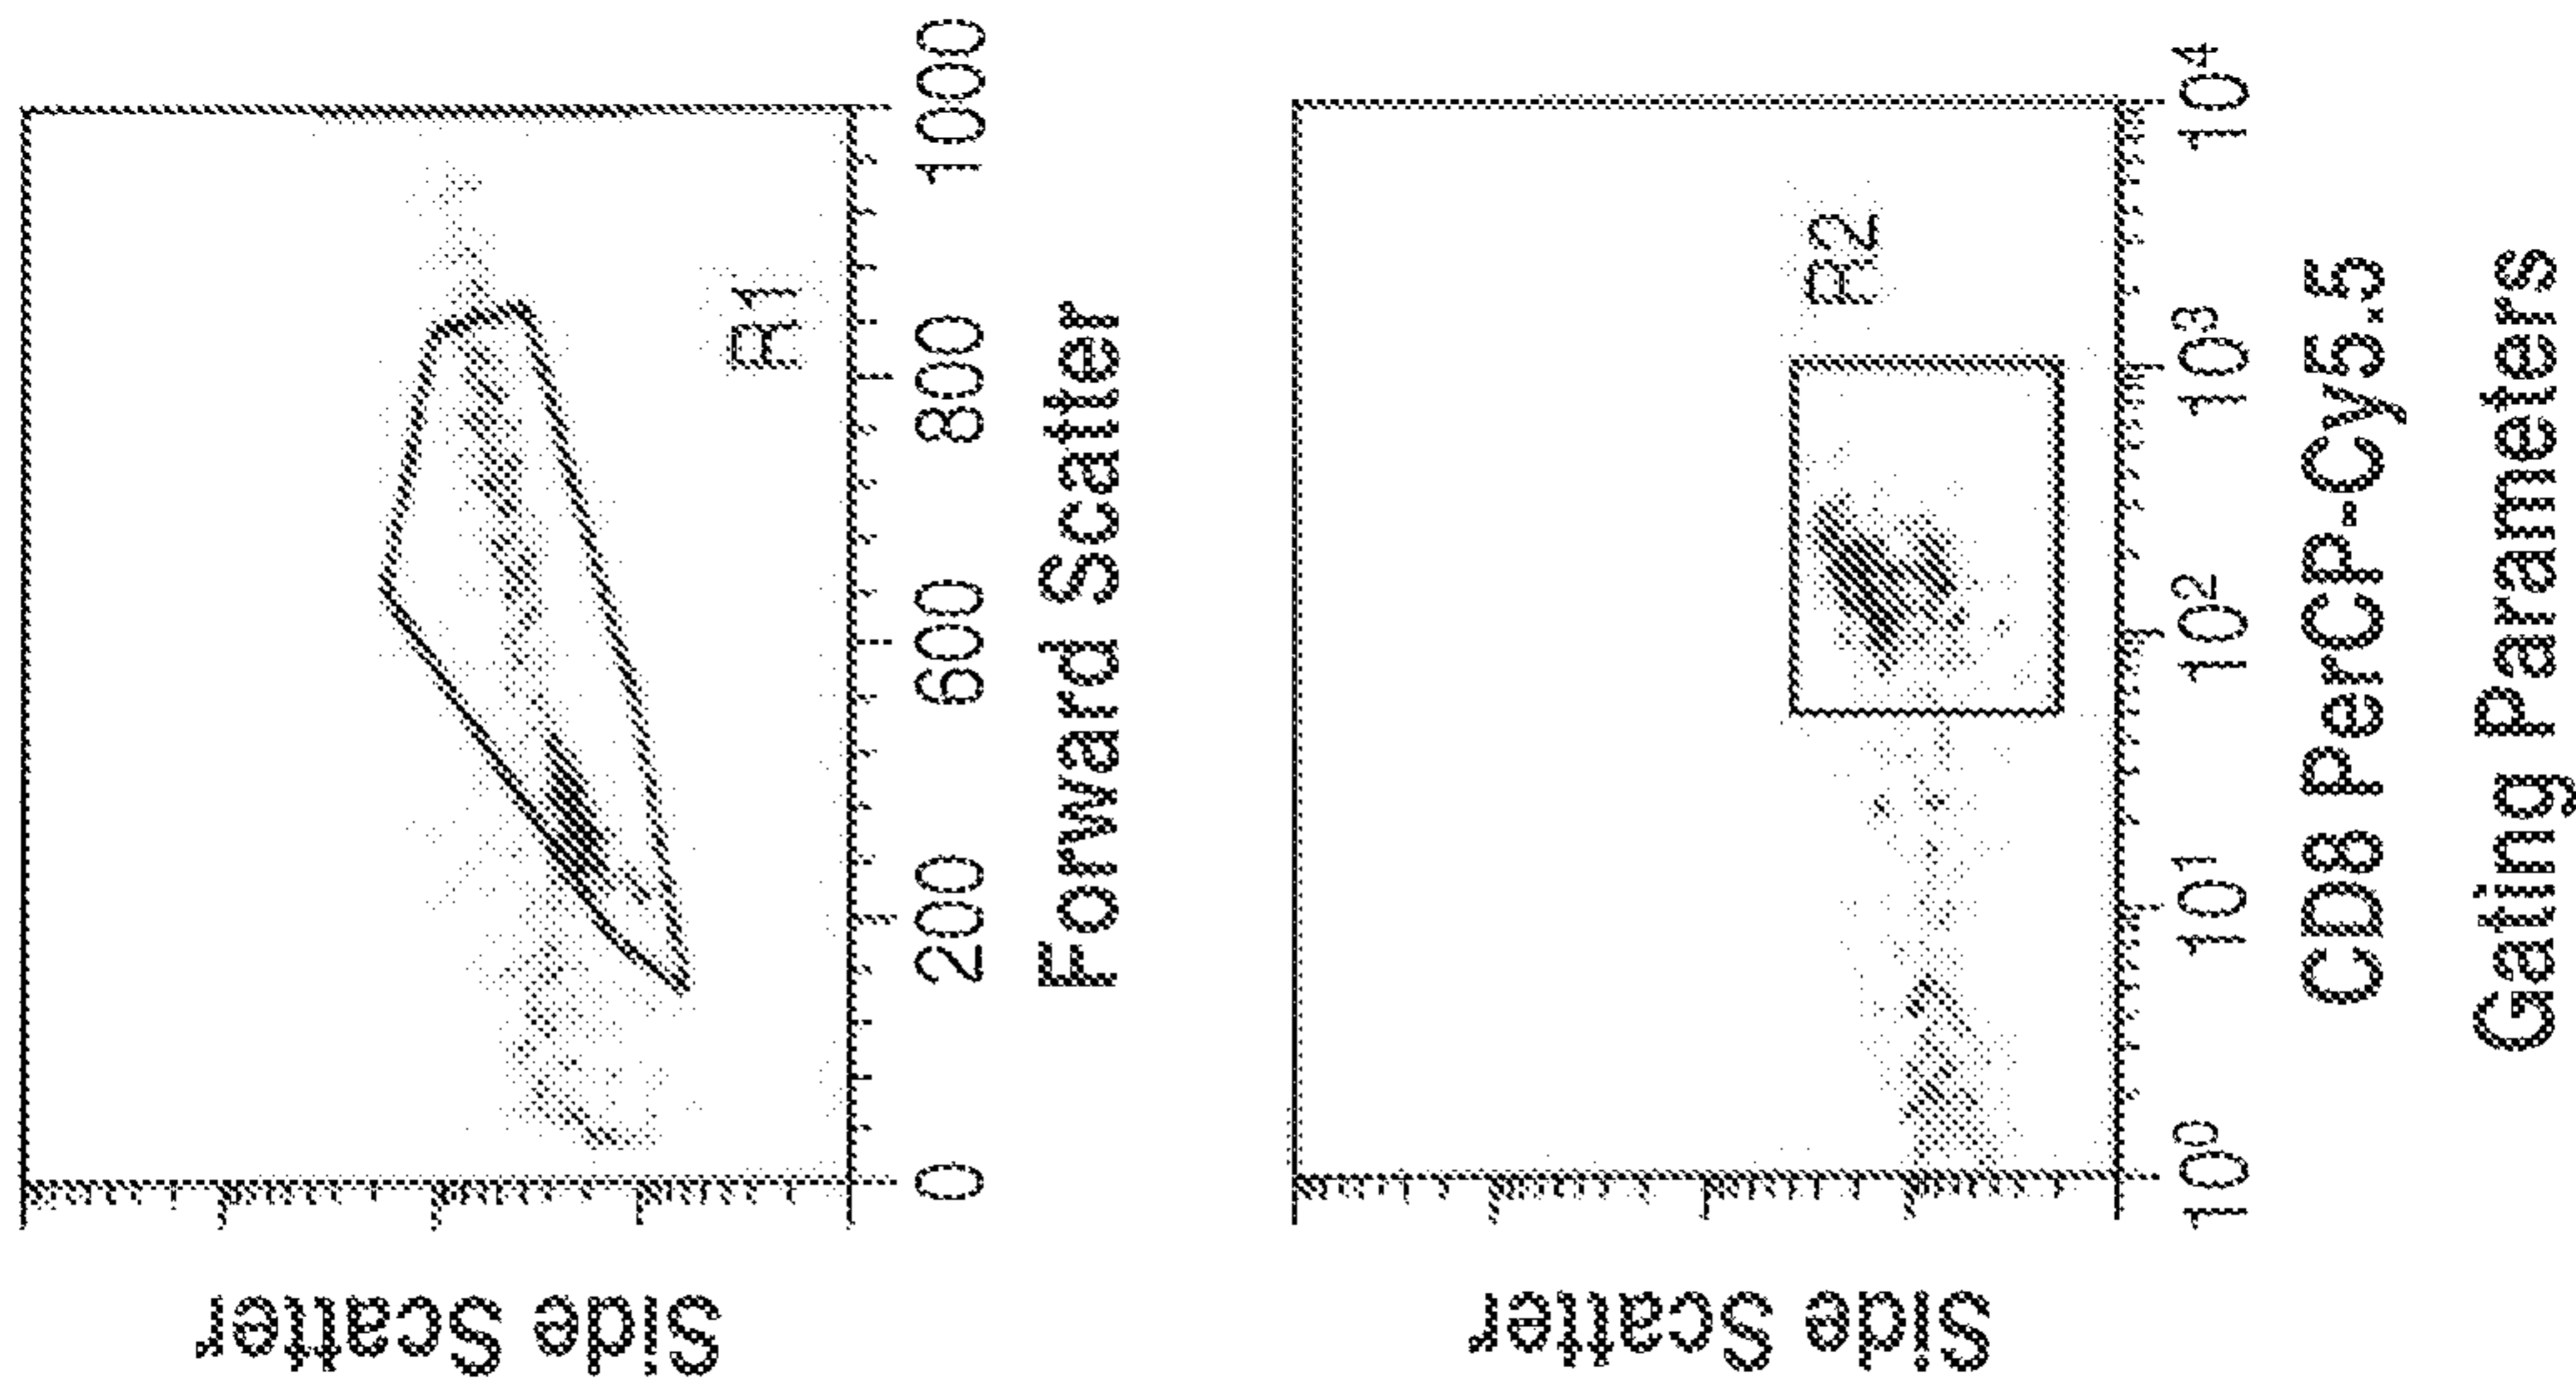 Side Scatter
R1
0 200 600 800 1000
Forward Scatter
Side Scatter
R2
10⁰ 10¹ 10² 10³ 10⁴
CD8 PerCP-Cy5.5
Gating Parameters